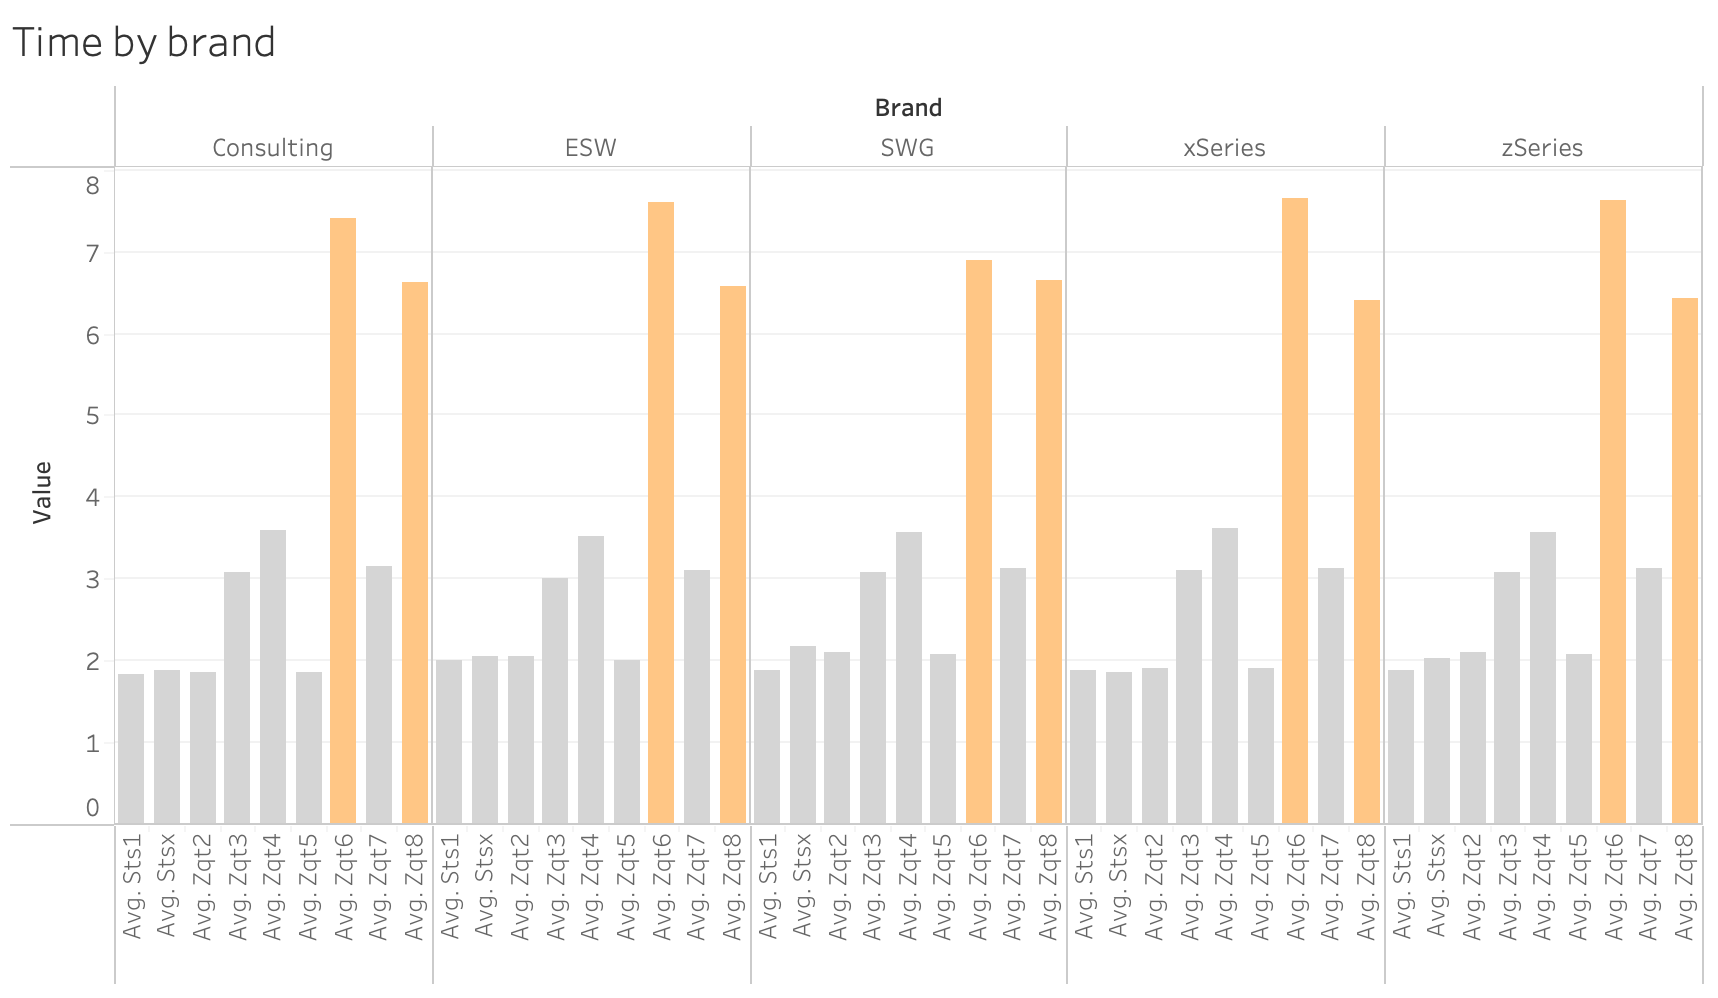 Time by brand
Brand
Consulting ESW SWG xSeries zSeries
Value
8
7
6
5
4
3
2
1
0
Avg. Sts1
Avg. Stsx
Avg. Zqt2
Avg. Zqt3
Avg. Zqt4
Avg. Zqt5
Avg. Zqt6
Avg. Zqt7
Avg. Zqt8
Avg. Sts1
Avg. Stsx
Avg. Zqt2
Avg. Zqt3
Avg. Zqt4
Avg. Zqt5
Avg. Zqt6
Avg. Zqt7
Avg. Zqt8
Avg. Sts1
Avg. Stsx
Avg. Zqt2
Avg. Zqt3
Avg. Zqt4
Avg. Zqt5
Avg. Zqt6
Avg. Zqt7
Avg. Zqt8
Avg. Sts1
Avg. Stsx
Avg. Zqt2
Avg. Zqt3
Avg. Zqt4
Avg. Zqt5
Avg. Zqt6
Avg. Zqt7
Avg. Zqt8
Avg. Sts1
Avg. Stsx
Avg. Zqt2
Avg. Zqt3
Avg. Zqt4
Avg. Zqt5
Avg. Zqt6
Avg. Zqt7
Avg. Zqt8